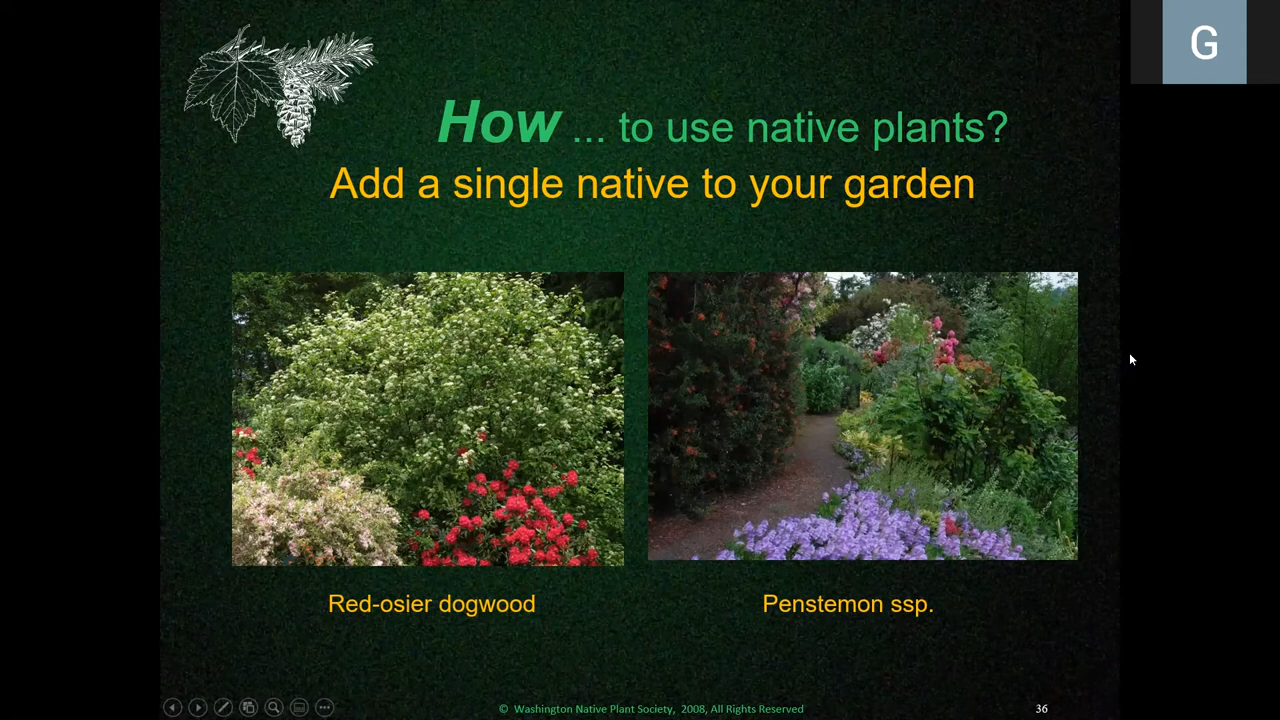 G
How ... to use native plants?
Add a single native to your garden
Red-osier dogwood
Penstemon ssp.
© Washington Native Plant Society, 2008, All Rights Reserved
36